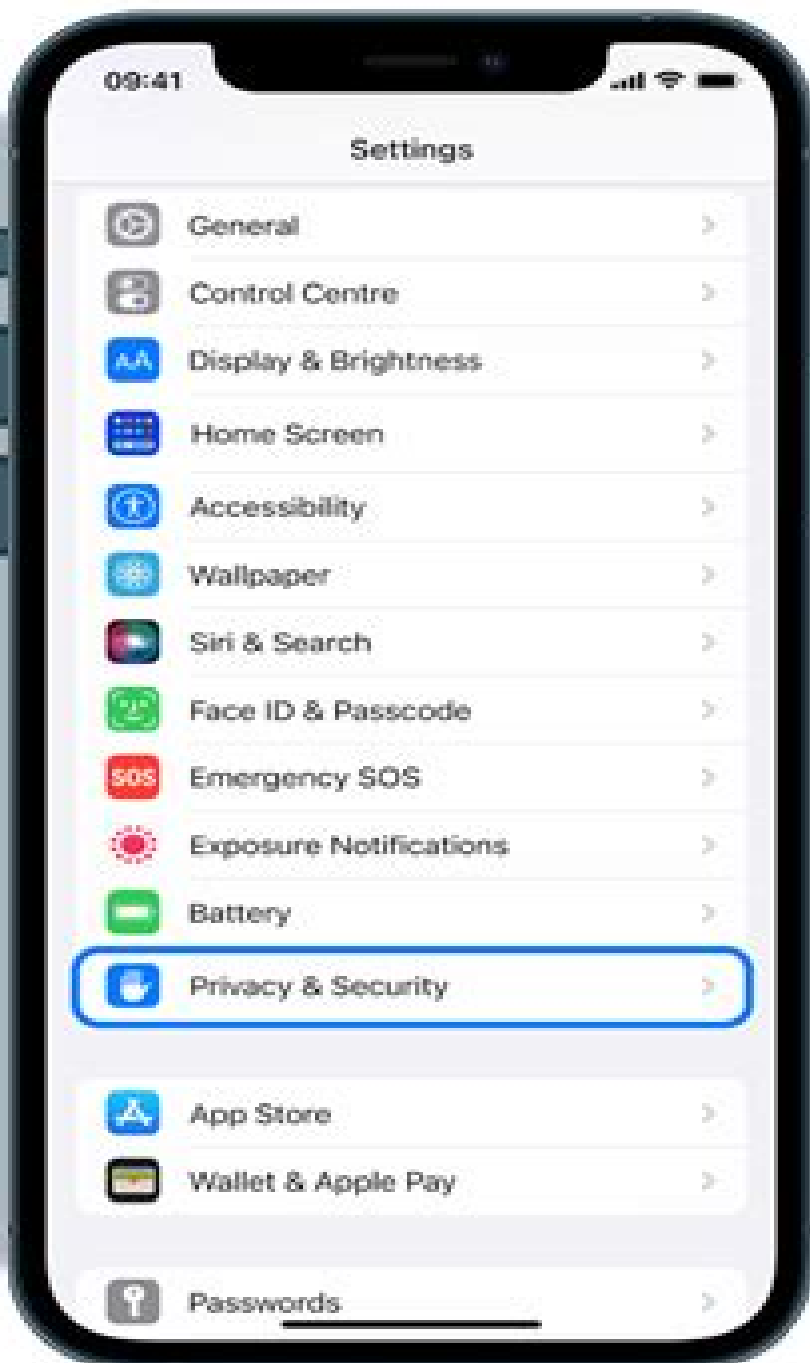 09:41
Settings
General
Control Centre
AA Display & Brightness
Home Screen
Accessibility
Wallpaper
Siri & Search
Face ID & Passcode
SOS Emergency SOS
Exposure Notifications
Battery
Privacy & Security
App Store
Wallet & Apple Pay
Passwords